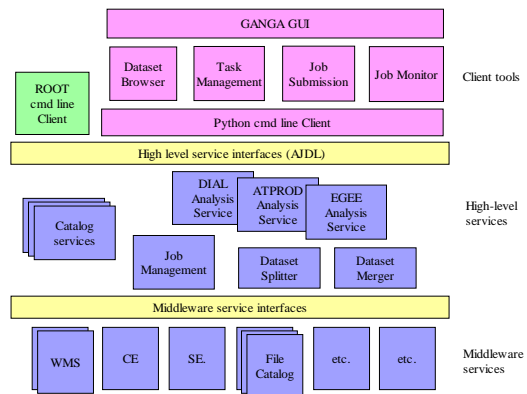 GANGA GUI
Dataset
Browser
Task
Management
Job
Submission
Job Monitor
Client tools
ROOT
cmd line
Client
Python cmd line Client
High level service interfaces (AJDL)
DIAL
Analysis
Service
ATPROD
Analysis
Service
EGEE
Analysis
Service
High-level
services
Catalog
services
Job
Management
Dataset
Splitter
Dataset
Merger
Middleware service interfaces
WMS
CE
SE.
File
Catalog
etc.
etc.
Middleware
services